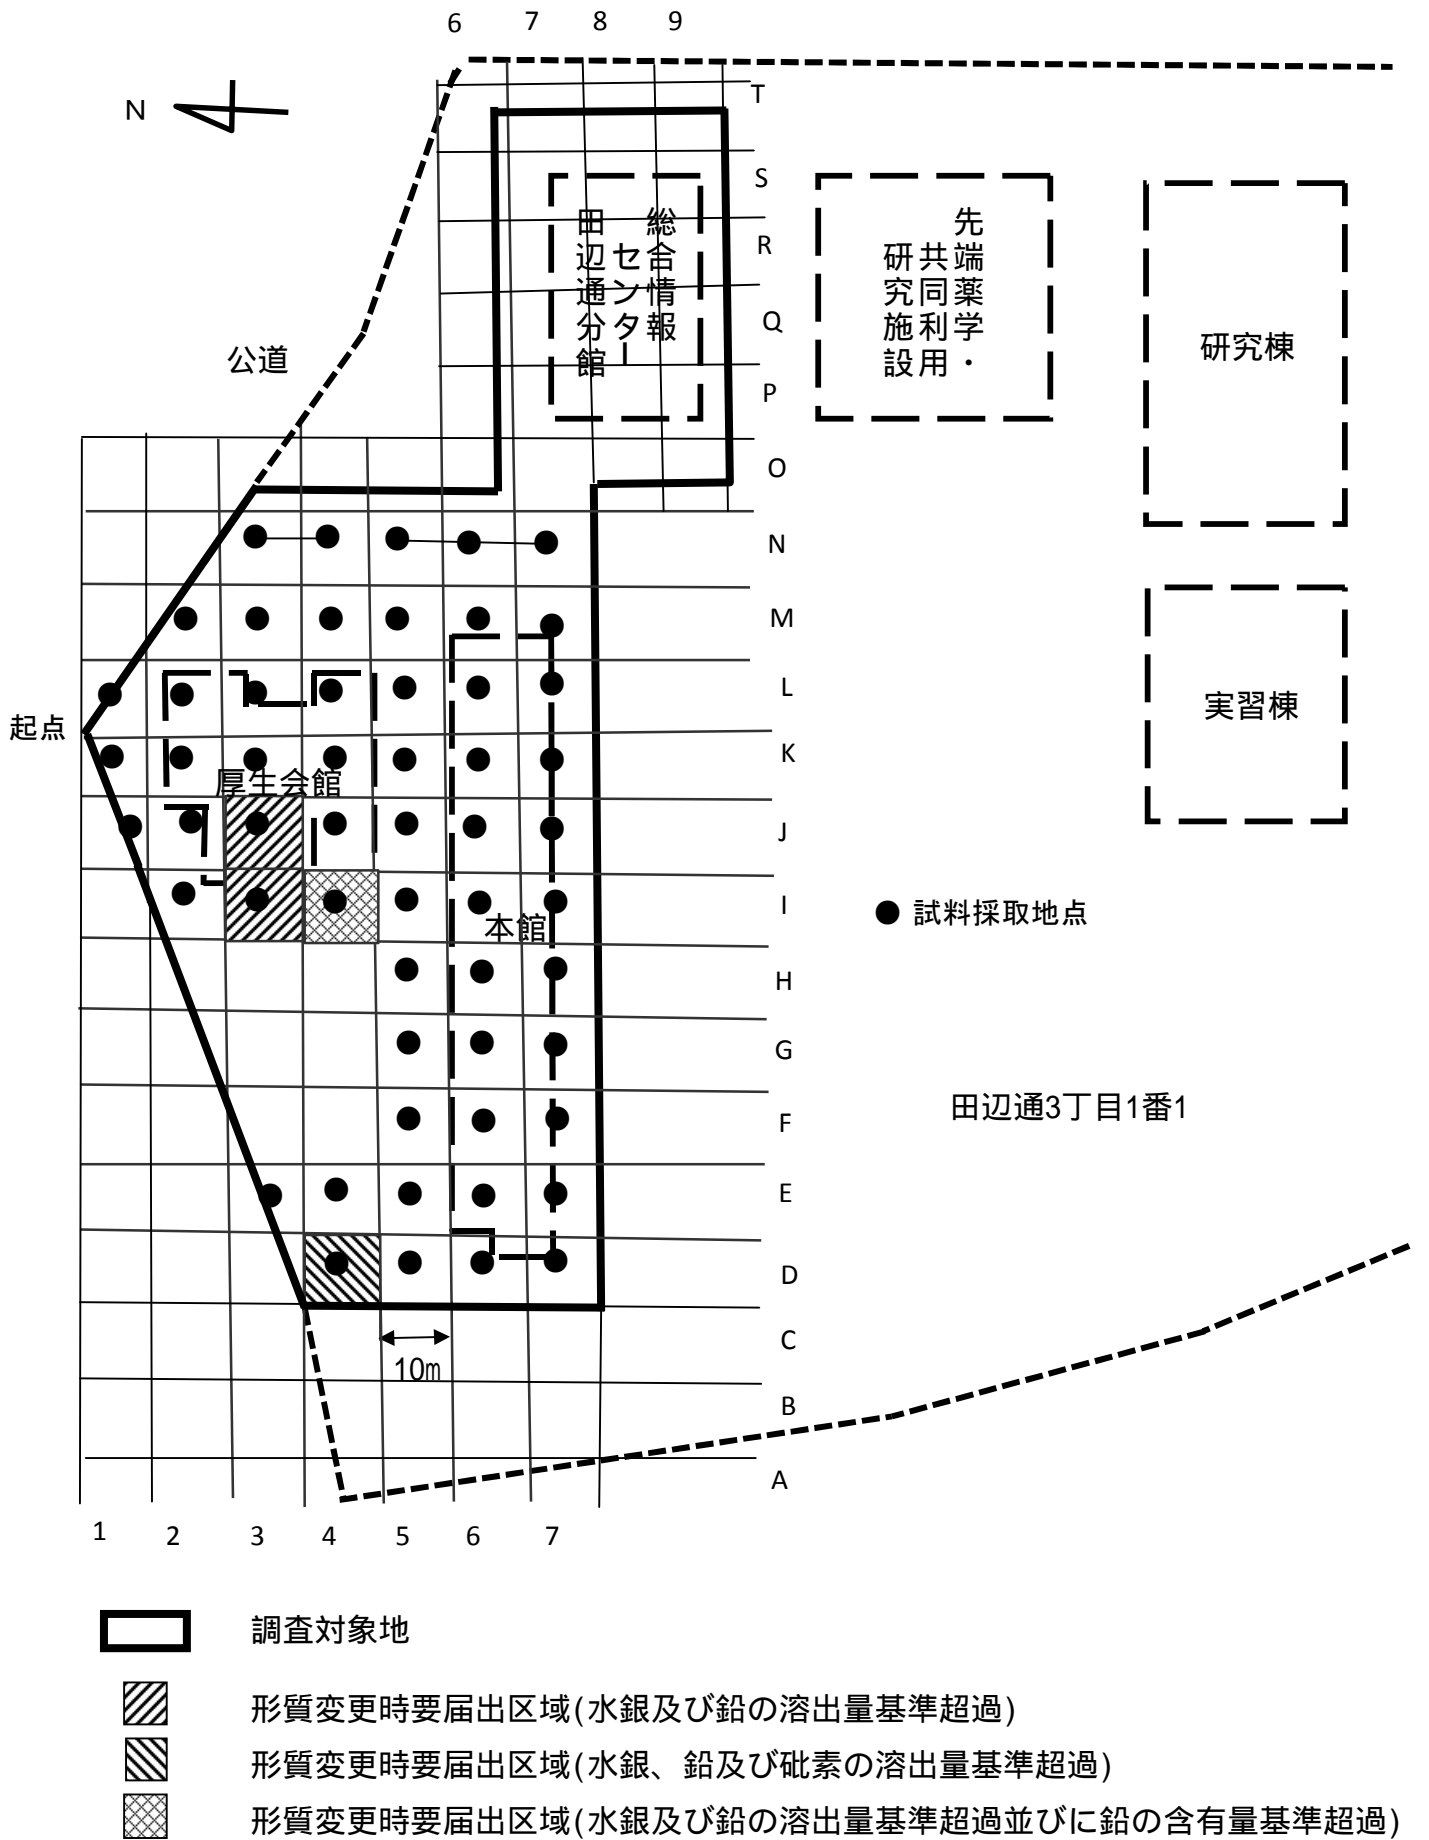 6 7 8 9
N
T
S
R
Q
P
O
N
M
L
K
J
I
H
G
F
E
D
C
B
A
総合情報
センター
田辺通分館
先端薬学・
共同利用
研究施設
研究棟
公道
実習棟
起点
厚生会館
本館
● 試料採取地点
田辺通3丁目1番1
10m
1 2 3 4 5 6 7
調査対象地
形質変更時要届出区域(水銀及び鉛の溶出量基準超過)
形質変更時要届出区域(水銀、鉛及び砒素の溶出量基準超過)
形質変更時要届出区域(水銀及び鉛の溶出量基準超過並びに鉛の含有量基準超過)